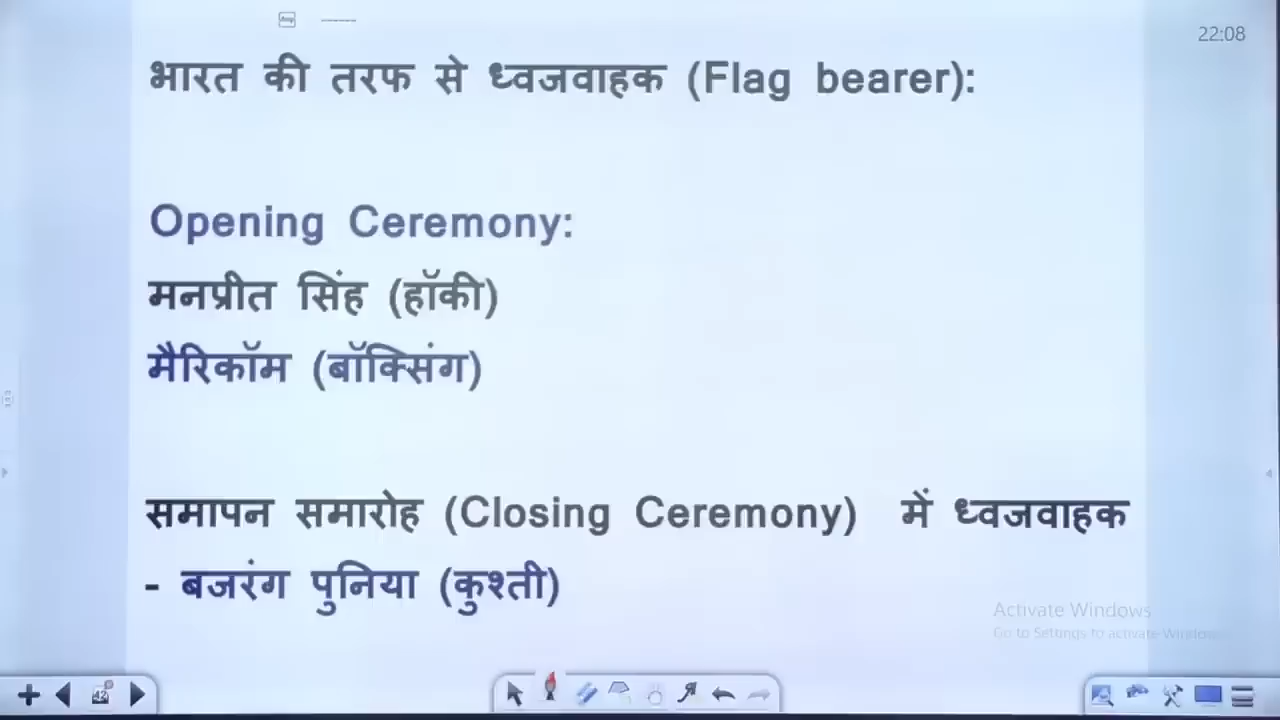 22:08
भारत की तरफ से ध्वजवाहक (Flag bearer):
Opening Ceremony:
मनप्रीत सिंह (हॉकी)
मैरिकॉम (बॉक्सिंग)
समापन समारोह (Closing Ceremony) में ध्वजवाहक
- बजरंग पुनिया (कुश्ती)
Activate Windows
Go to Settings to activate Windows.
42